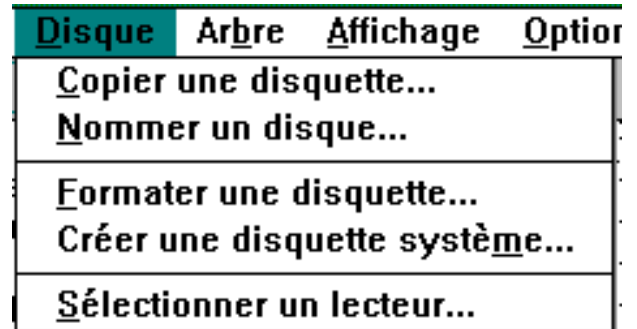 Disque Arbre Affichage Option
Copier une disquette...
Nommer un disque...
Formater une disquette...
Créer une disquette système...
Sélectionner un lecteur...